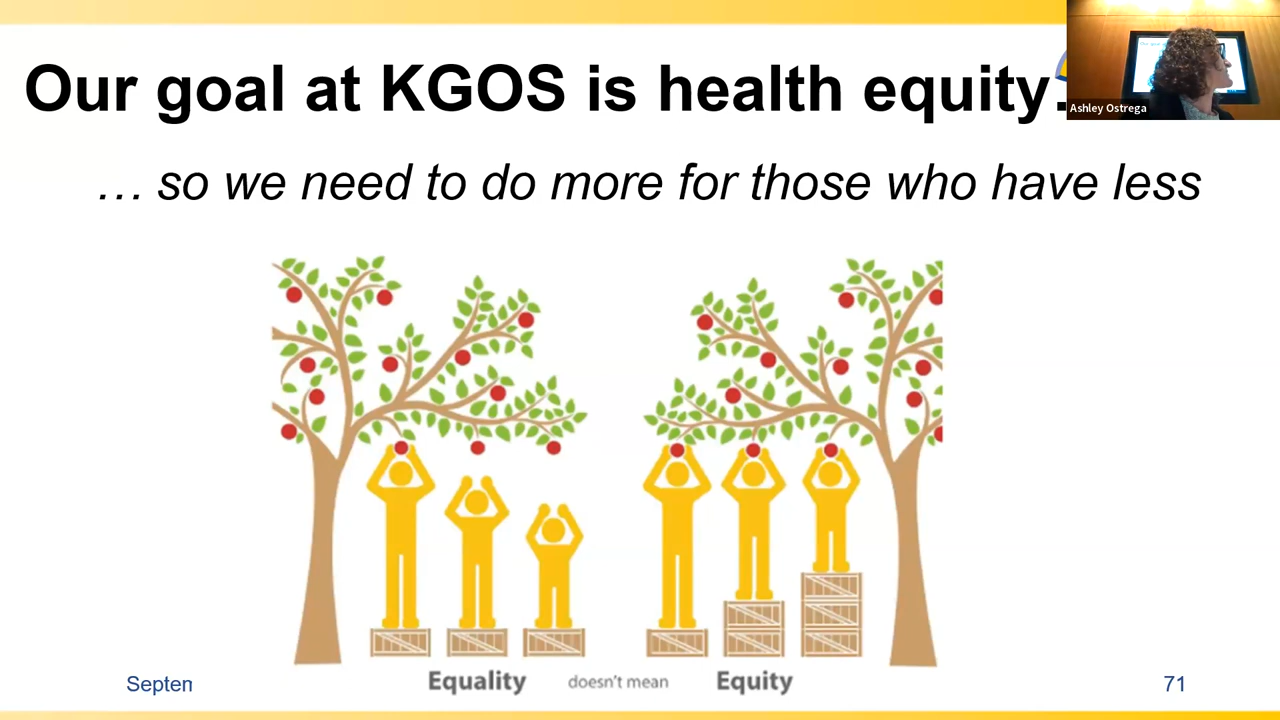 Our goal at KGOS is health equity.
Ashley Ostrega
… so we need to do more for those who have less
Equality doesn't mean Equity
Septen
71